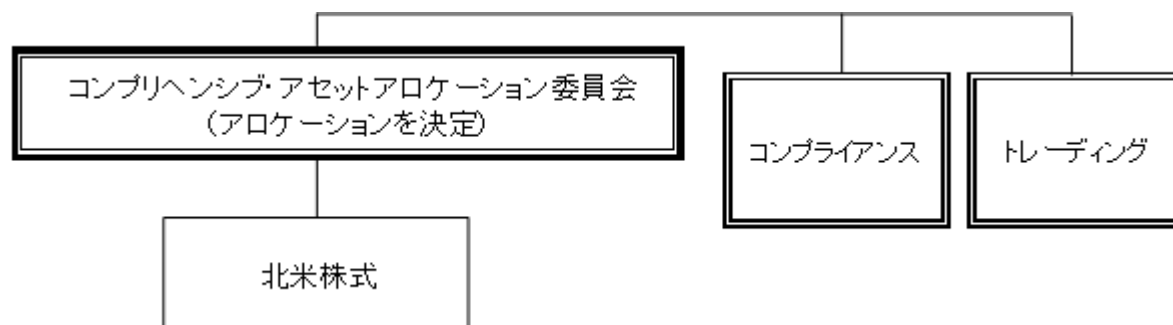 コンプリヘンシブ・アセットアロケーション委員会
(アロケーションを決定)
コンプライアンス
トレーディング
北米株式